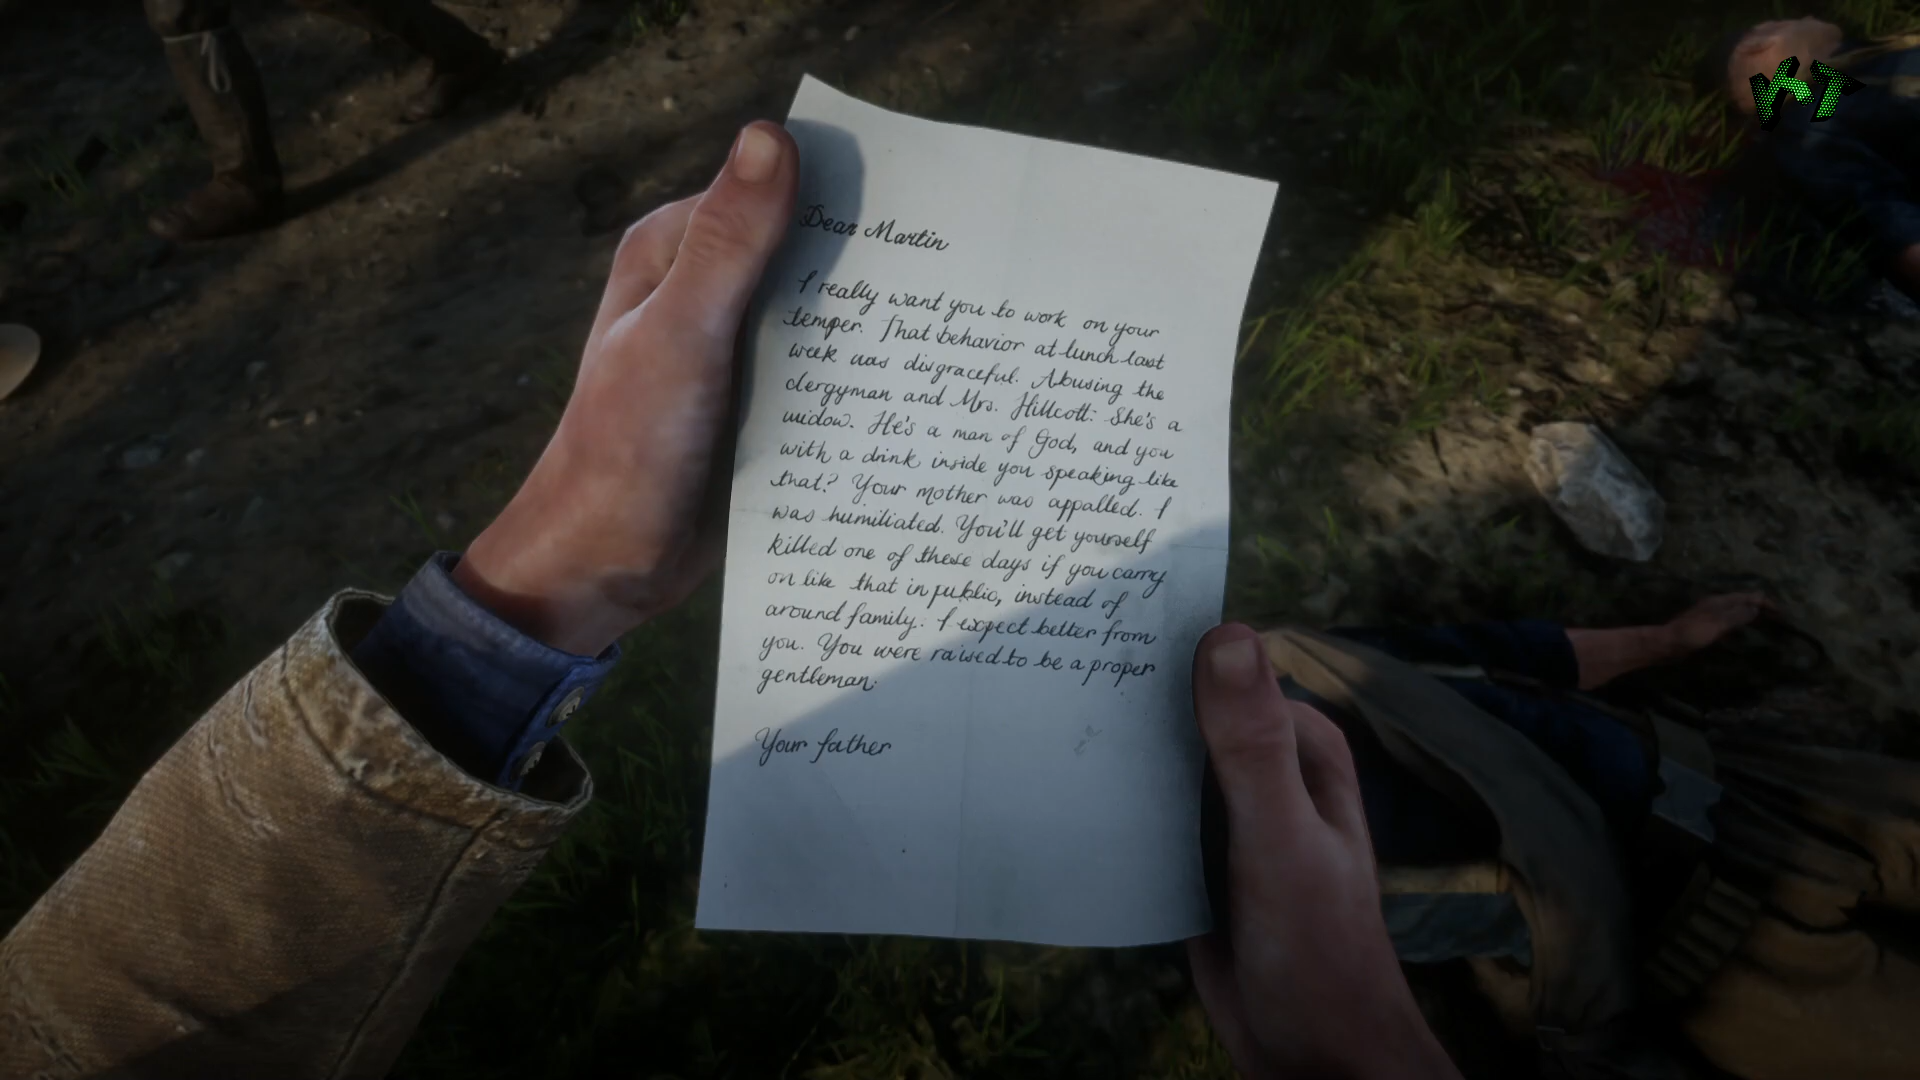 KT
Dear Martin
I really want you to work on your
temper. That behavior at lunch last
week was disgraceful. Abusing the
clergyman and Mrs. Hillcott: She's a
widow. He's a man of God, and you
with a drink inside you speaking like
that? Your mother was appalled. I
was humiliated. You'll get yourself
killed one of these days if you carry
on like that in public, instead of
around family: I expect better from
you. You were raised to be a proper
gentleman.
Your father